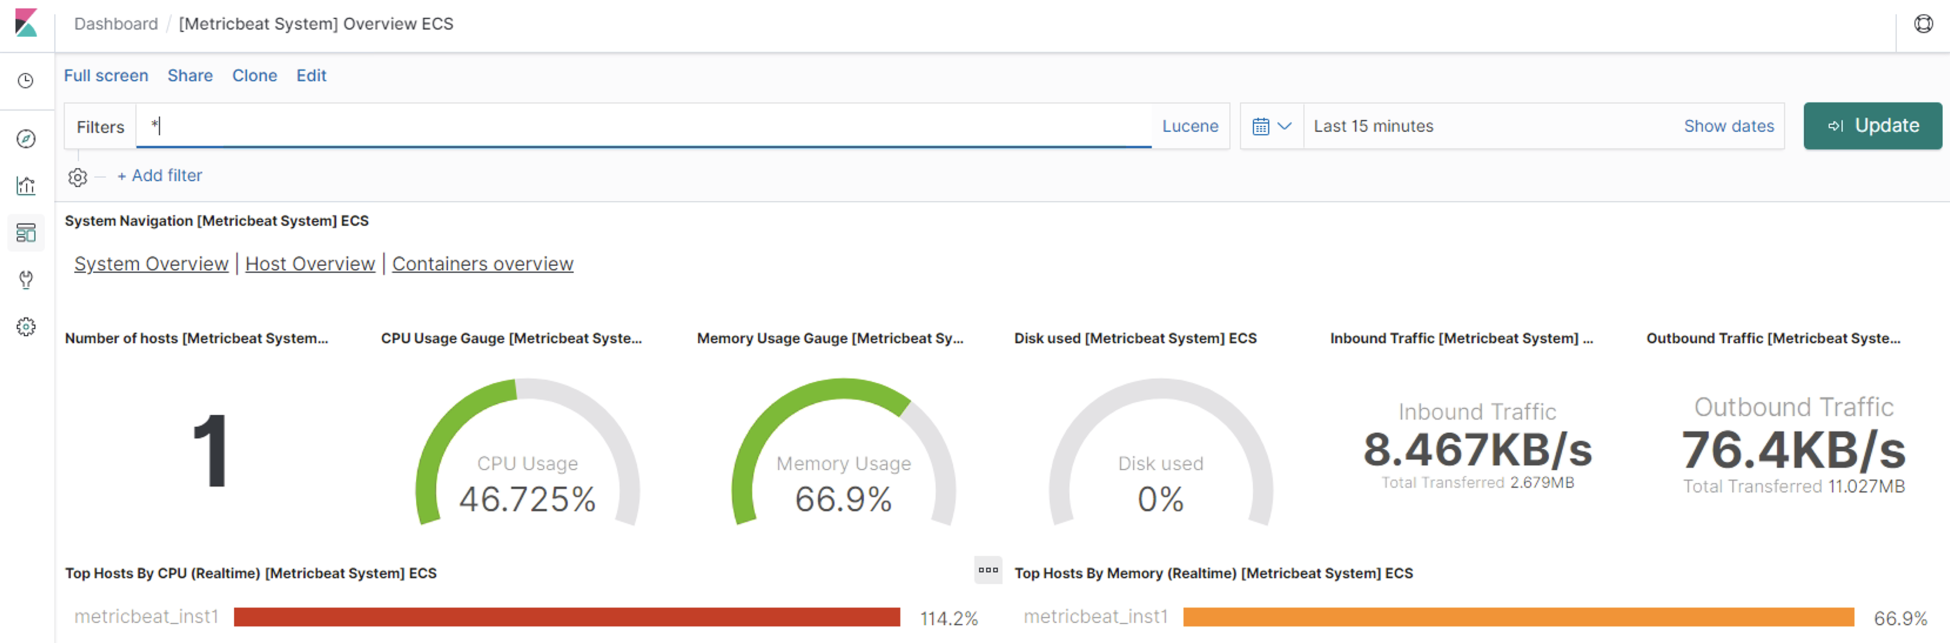 Dashboard / [Metricbeat System] Overview ECS
Full screen Share Clone Edit
Filters * Lucene Last 15 minutes Show dates Update
+ Add filter
System Navigation [Metricbeat System] ECS
System Overview | Host Overview | Containers overview
Number of hosts [Metricbeat System...
1
CPU Usage Gauge [Metricbeat Syste...
CPU Usage
46.725%
Memory Usage Gauge [Metricbeat Sy...
Memory Usage
66.9%
Disk used [Metricbeat System] ECS
Disk used
0%
Inbound Traffic [Metricbeat System] ...
Inbound Traffic
8.467KB/s
Total Transferred 2.679MB
Outbound Traffic [Metricbeat Syste...
Outbound Traffic
76.4KB/s
Total Transferred 11.027MB
Top Hosts By CPU (Realtime) [Metricbeat System] ECS
metricbeat_inst1 114.2%
Top Hosts By Memory (Realtime) [Metricbeat System] ECS
metricbeat_inst1 66.9%